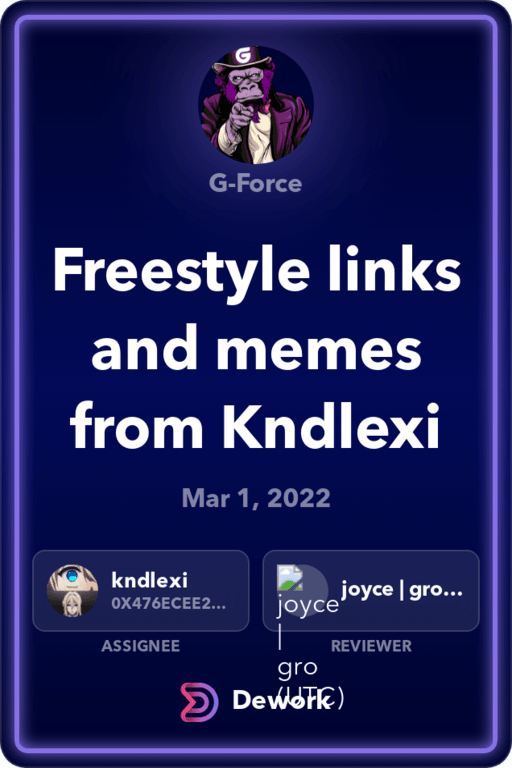 G
G-Force
Freestyle links
and memes
from Kndlexi
Mar 1, 2022
kndlexi
0X476ECEE2...
ASSIGNEE
joyce | gro...
joyce
|
gro
(UTC)
REVIEWER
Dework